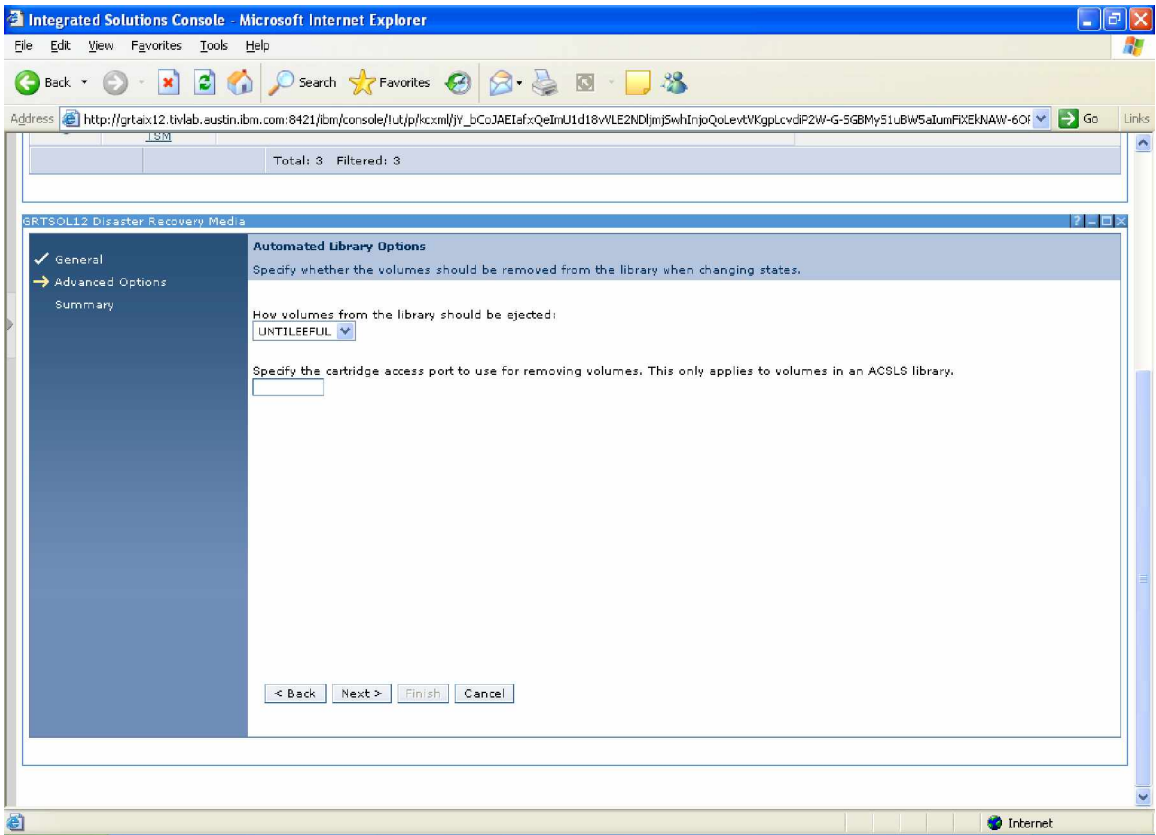 Integrated Solutions Console - Microsoft Internet Explorer
File Edit View Favorites Tools Help
Back Search Favorites
Address http://grtaix12.tivlab.austin.ibm.com:8421/ibm/console/!ut/p/kcxml/ Go Links
TSM
Total: 3 Filtered: 3
GRTSOL12 Disaster Recovery Media ?
General
Advanced Options
Summary
Automated Library Options
Specify whether the volumes should be removed from the library when changing states.
How volumes from the library should be ejected:
UNTILEEFUL
Specify the cartridge access port to use for removing volumes. This only applies to volumes in an ACSLS library.
< Back Next > Finish Cancel
Internet